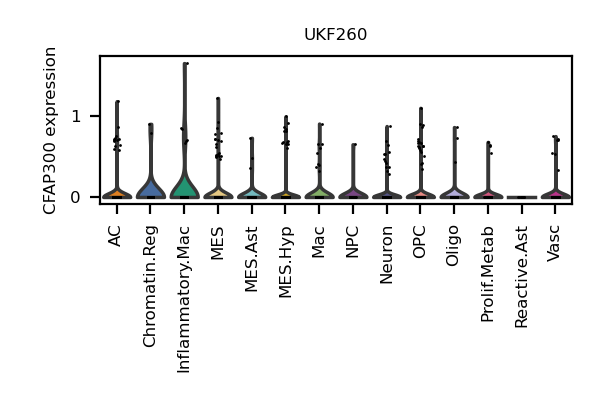 UKF260
CFAP300 expression
1
0
AC
Chromatin.Reg
Inflammatory.Mac
MES
MES.Ast
MES.Hyp
Mac
NPC
Neuron
OPC
Oligo
Prolif.Metab
Reactive.Ast
Vasc